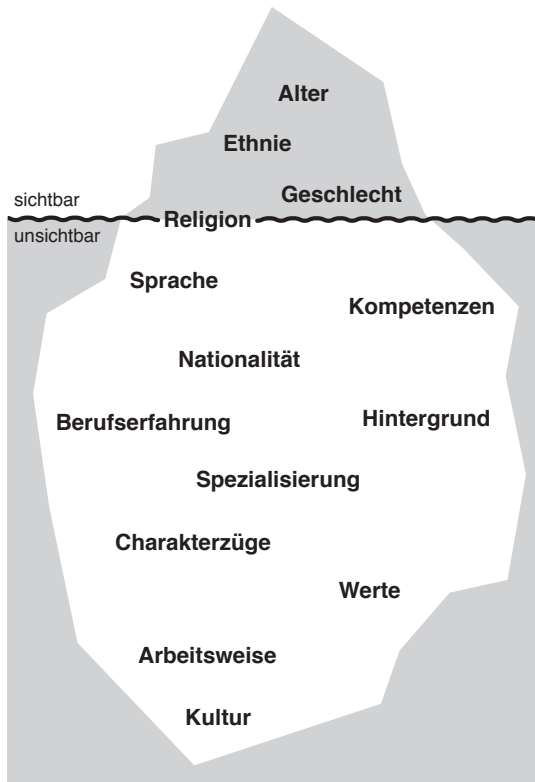 Alter
Ethnie
Geschlecht
sichtbar
Religion
unsichtbar
Sprache
Kompetenzen
Nationalität
Hintergrund
Berufserfahrung
Spezialisierung
Charakterzüge
Werte
Arbeitsweise
Kultur